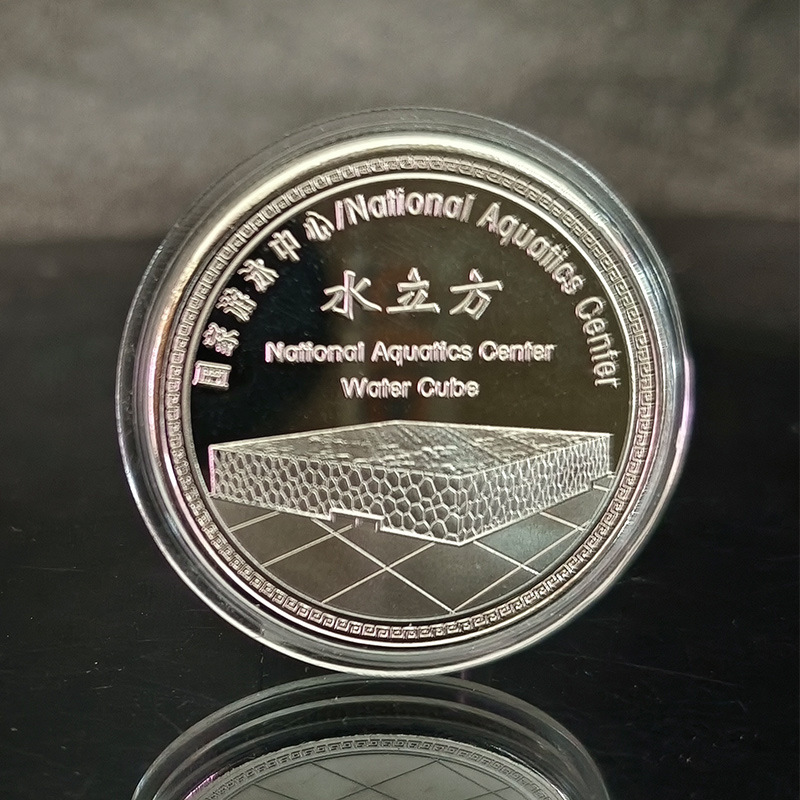 国家游泳中心/National Aquatics Center
水立方
National Aquatics Center
Water Cube